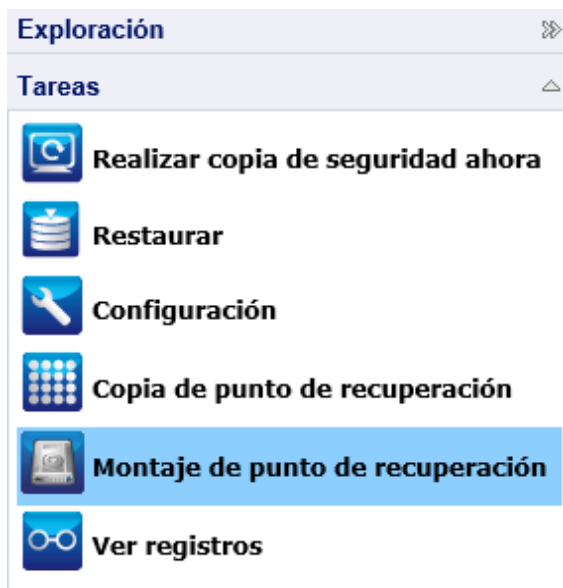 Exploración
Tareas
Realizar copia de seguridad ahora
Restaurar
Configuración
Copia de punto de recuperación
Montaje de punto de recuperación
Ver registros